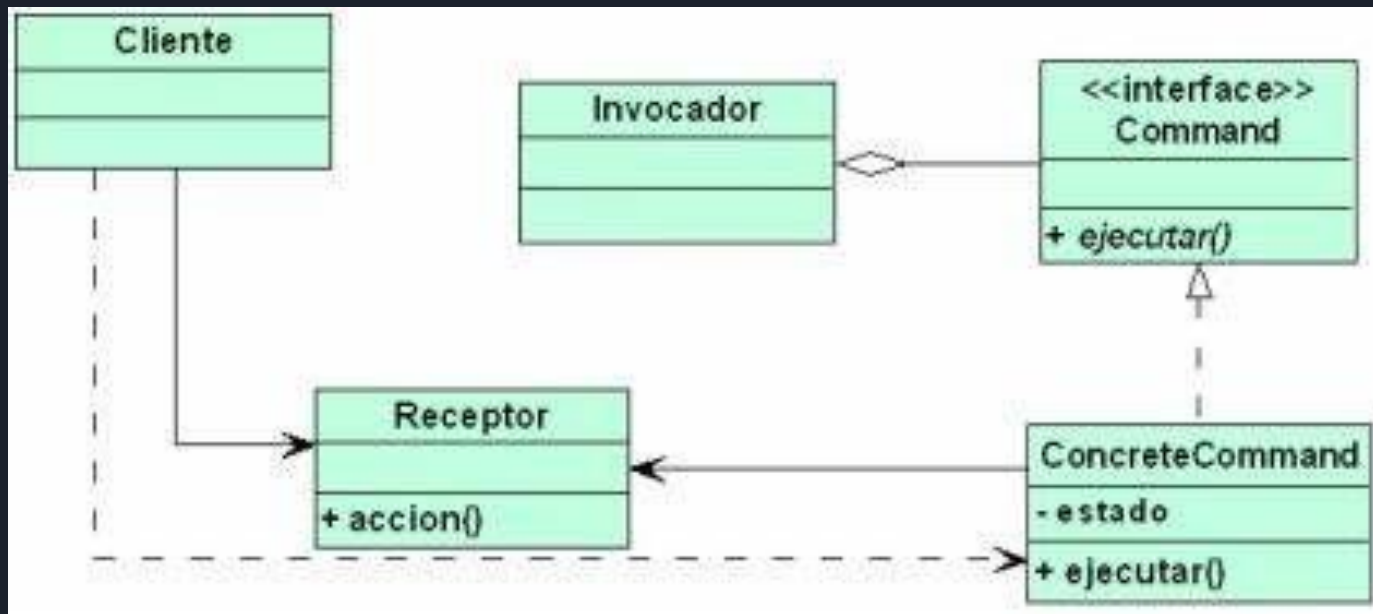 Cliente
Invocador
<<interface>>
Command
+ ejecutar()
Receptor
+ accion()
ConcreteCommand
- estado
+ ejecutar()